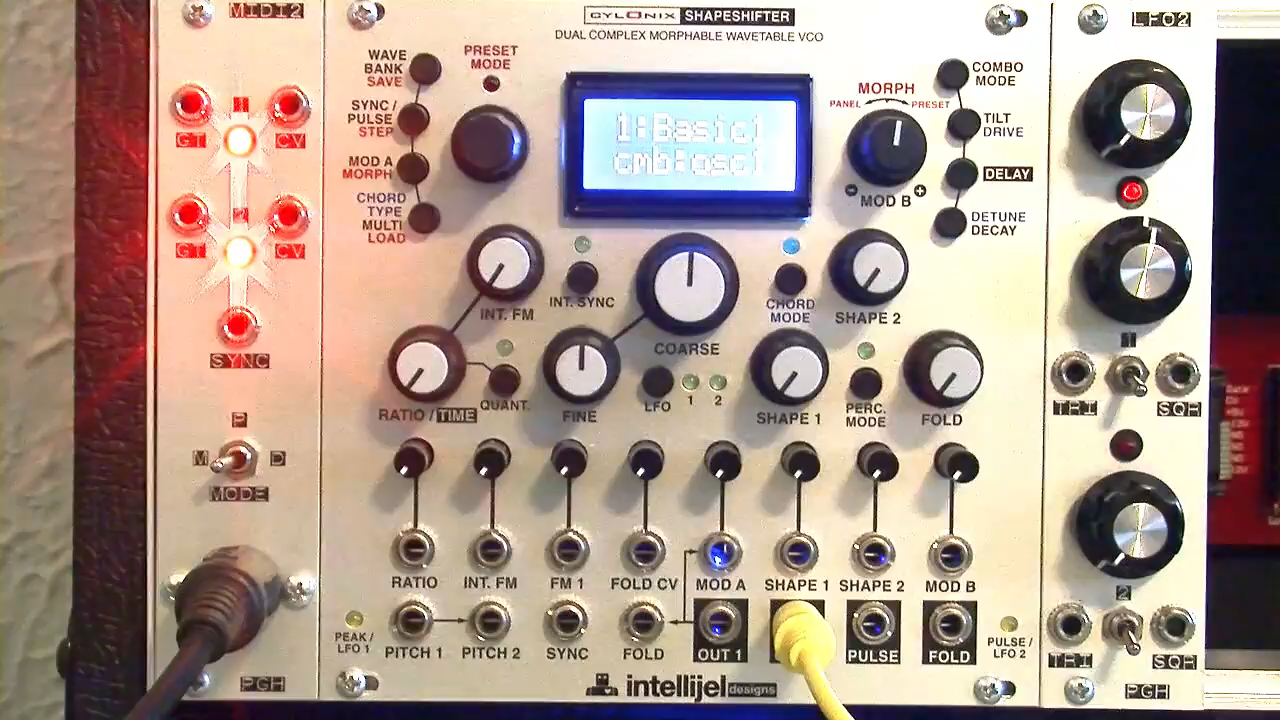 MIDI2
GT
CV
GT
CV
SYNC
P
M
D
MODE
PGH
CYLONIX SHAPESHIFTER
DUAL COMPLEX MORPHABLE WAVETABLE VCO
WAVE
BANK
SAVE
PRESET
MODE
SYNC /
PULSE
STEP
MOD A
MORPH
CHORD
TYPE
MULTI
LOAD
1:Basic1
cmb:osc1
MORPH
PANEL
PRESET
MOD B
COMBO
MODE
TILT
DRIVE
DELAY
DETUNE
DECAY
INT. FM
INT. SYNC
COARSE
CHORD
MODE
SHAPE 2
RATIO / TIME
QUANT.
FINE
LFO
1
2
SHAPE 1
PERC.
MODE
FOLD
RATIO
INT. FM
FM 1
FOLD CV
MOD A
SHAPE 1
SHAPE 2
MOD B
PEAK /
LFO 1
PITCH 1
PITCH 2
SYNC
FOLD
OUT 1
PULSE
FOLD
PULSE /
LFO 2
intellijel designs
LFO2
1
TRI
SQR
2
TRI
SQR
PGH